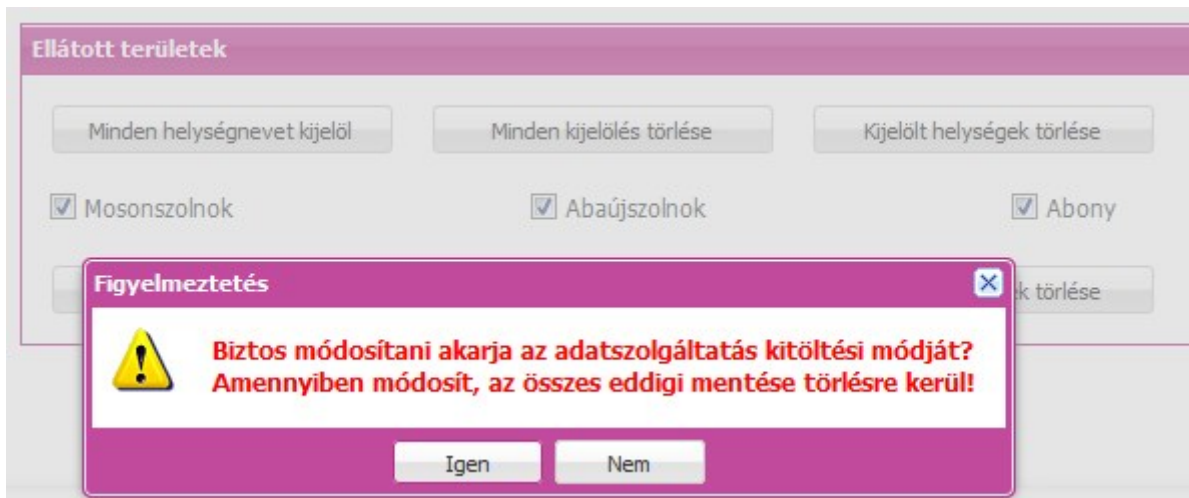 Ellátott területek
Minden helységnevet kijelöl Minden kijelölés törlése Kijelölt helységek törlése
Mosonszolnok Abaújszolnok Abony
törlése
Figyelmeztetés
Biztos módosítani akarja az adatszolgáltatás kitöltési módját?
Amennyiben módosít, az összes eddigi mentése törlésre kerül!
Igen Nem